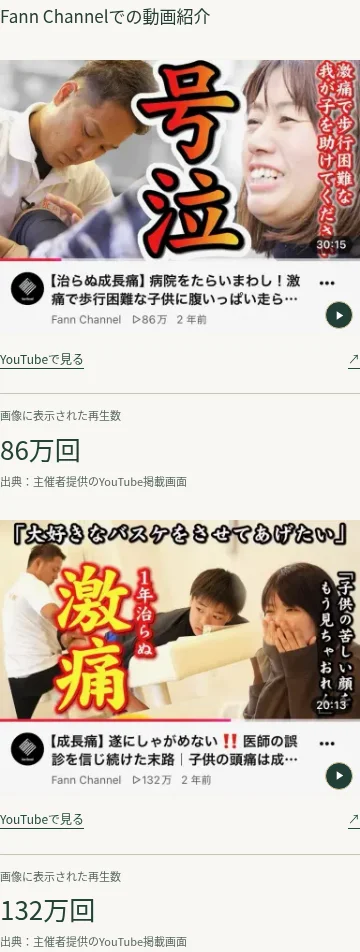 Fann Channelでの動画紹介
号泣
激痛で歩行困難な
我が子を助けてください
30:15
【治らぬ成長痛】病院をたらいまわし！激
痛で歩行困難な子供に腹いっぱい走ら…
Fann Channel ▷86万 2年前
YouTubeで見る
↗
画像に表示された再生数
86万回
出典：主催者提供のYouTube掲載画面
「大好きなバスケをさせてあげたい」
激痛
1年治らぬ
「子供の苦しい顔を
もう見ちゃおれん」
20:13
【成長痛】遂にしゃがめない‼️医師の誤
診を信じ続けた末路｜子供の頭痛は成…
Fann Channel ▷132万 2年前
YouTubeで見る
↗
画像に表示された再生数
132万回
出典：主催者提供のYouTube掲載画面